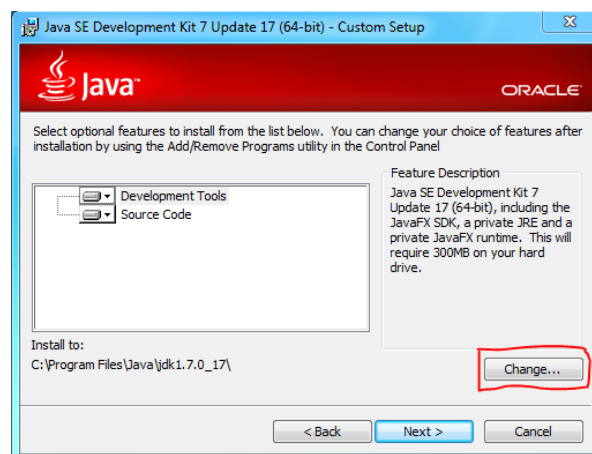 Java SE Development Kit 7 Update 17 (64-bit) - Custom Setup
Java™
ORACLE®
Select optional features to install from the list below. You can change your choice of features after
installation by using the Add/Remove Programs utility in the Control Panel
Development Tools
Source Code
Feature Description
Java SE Development Kit 7
Update 17 (64-bit), including the
JavaFX SDK, a private JRE and a
private JavaFX runtime. This will
require 300MB on your hard
drive.
Install to:
C:\Program Files\Java\jdk1.7.0_17\
Change...
< Back
Next >
Cancel